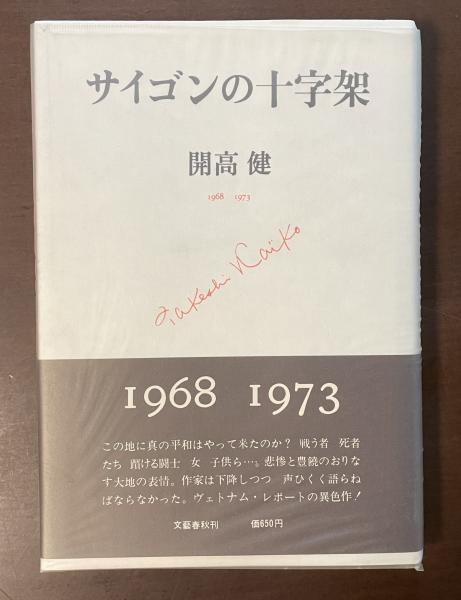 サイゴンの十字架
開高 健
1968 1973
Takeshi Kaiko
1968 1973
この地に真の平和はやって来たのか? 戦う者 死者
たち 蹲ける闘士 女 子供ら…。悲惨と豊饒のおりな
す大地の表情。作家は下降しつつ 声ひくく語らね
ばならなかった。ヴェトナム・レポートの異色作!
文藝春秋刊 価650円